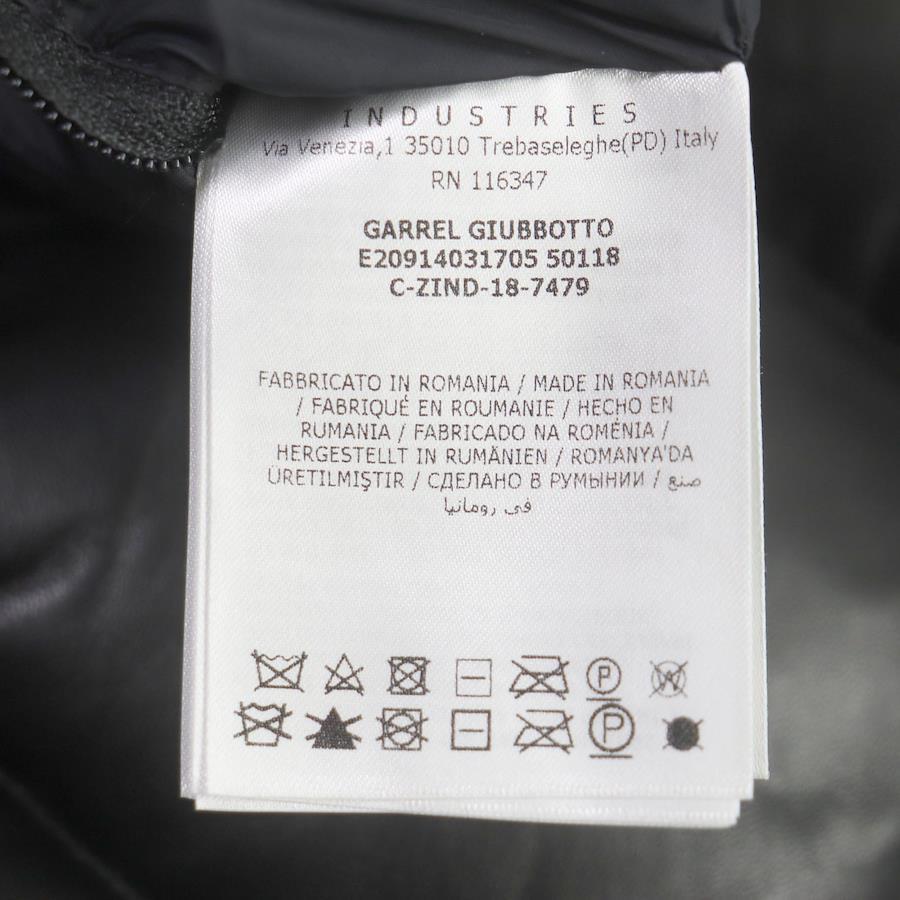 INDUSTRIES
Via Venezia,1 35010 Trebaseleghe(PD) Italy
RN 116347
GARREL GIUBBOTTO
E20914031705 50118
C-ZIND-18-7479
FABBRICATO IN ROMANIA / MADE IN ROMANIA
/ FABRIQUÉ EN ROUMANIE / HECHO EN
RUMANIA / FABRICADO NA ROMÉNIA /
HERGESTELLT IN RUMÄNIEN / ROMANYA'DA
ÜRETILMIŞTIR / СДЕЛАНО В РУМЫНИИ / صنع
في رومانيا
P W
P